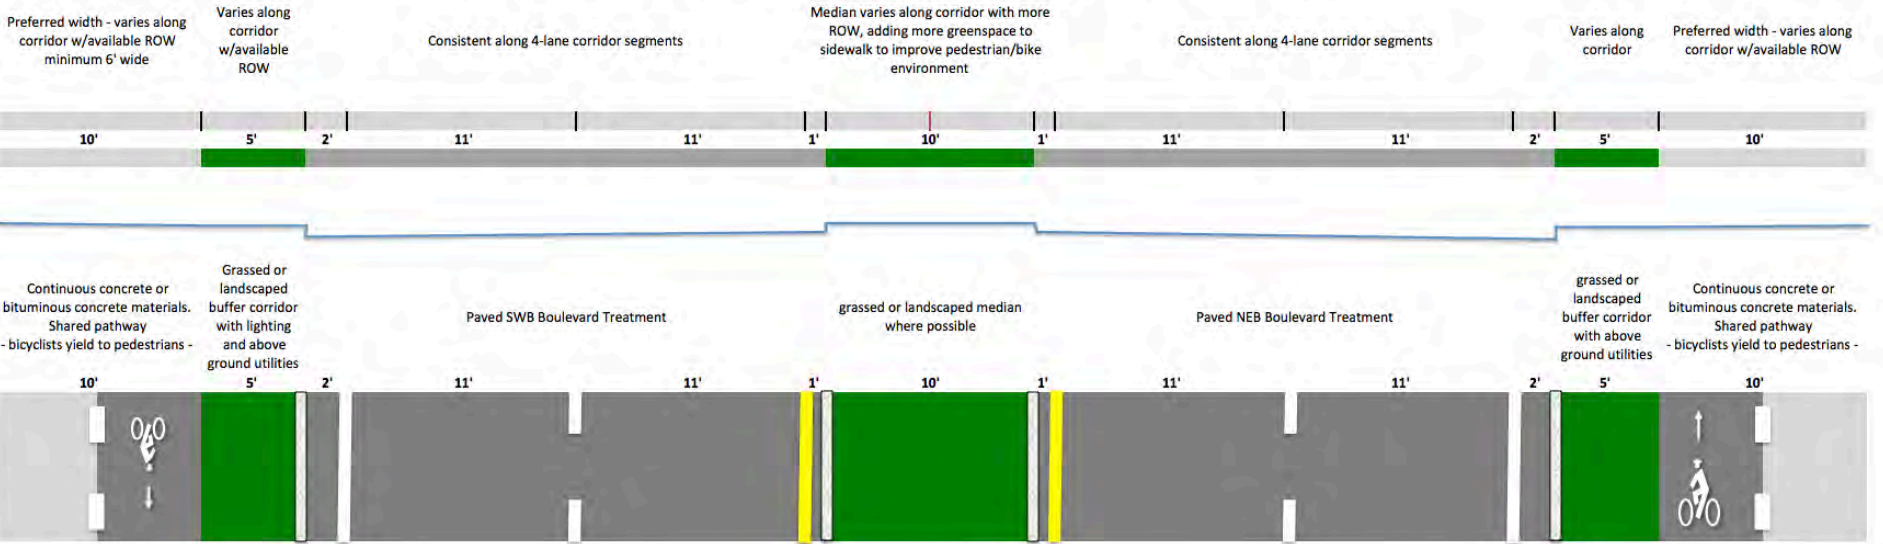 Preferred width - varies along
corridor w/available ROW
minimum 6' wide
Varies along
corridor
w/available
ROW
Consistent along 4-lane corridor segments
Median varies along corridor with more
ROW, adding more greenspace to
sidewalk to improve pedestrian/bike
environment
Consistent along 4-lane corridor segments
Varies along
corridor
Preferred width - varies along
corridor w/available ROW
10' 5' 2' 11' 11' 1' 10' 1' 11' 11' 2' 5' 10'
Continuous concrete or
bituminous concrete materials.
Shared pathway
- bicyclists yield to pedestrians -
Grassed or
landscaped
buffer corridor
with lighting
and above
ground utilities
Paved SWB Boulevard Treatment
grassed or landscaped median
where possible
Paved NEB Boulevard Treatment
grassed or
landscaped
buffer corridor
with above
ground utilities
Continuous concrete or
bituminous concrete materials.
Shared pathway
- bicyclists yield to pedestrians -
10' 5' 2' 11' 11' 1' 10' 1' 11' 11' 2' 5' 10'